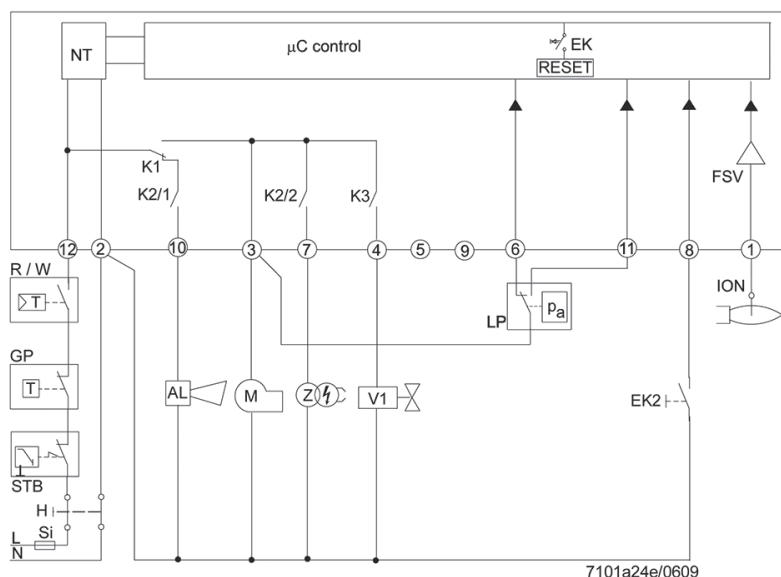 NT
μC control
EK
RESET
K1
K2/1
K2/2
K3
FSV
12
2
10
3
7
4
5
9
6
11
8
1
R / W
T
ION
LP
pa
GP
T
AL
M
Z
V1
EK2
STB
H
L
Si
N
7101a24e/0609